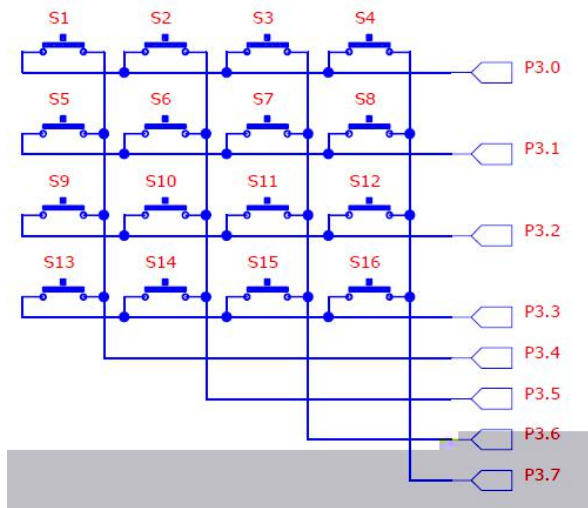 S1 S2 S3 S4
P3.0
S5 S6 S7 S8
P3.1
S9 S10 S11 S12
P3.2
S13 S14 S15 S16
P3.3
P3.4
P3.5
P3.6
P3.7